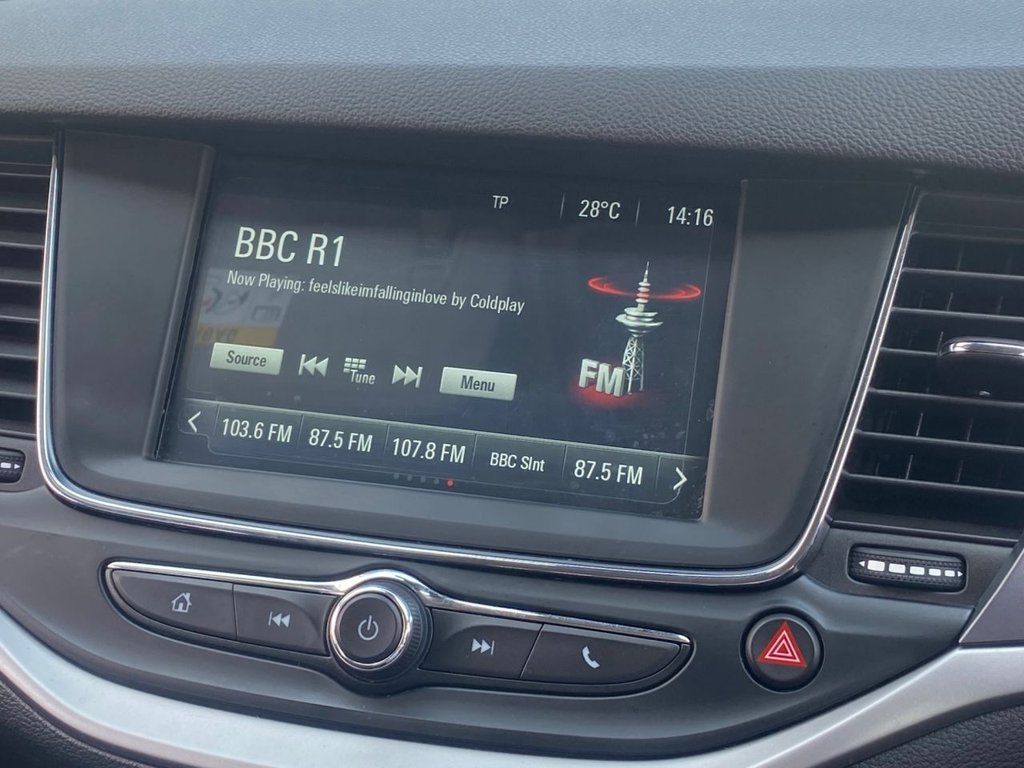 TP 28°C 14:16
BBC R1
Now Playing: feelslikeimfallinginlove by Coldplay
Source Tune Menu
FM
103.6 FM 87.5 FM 107.8 FM BBC Slnt 87.5 FM